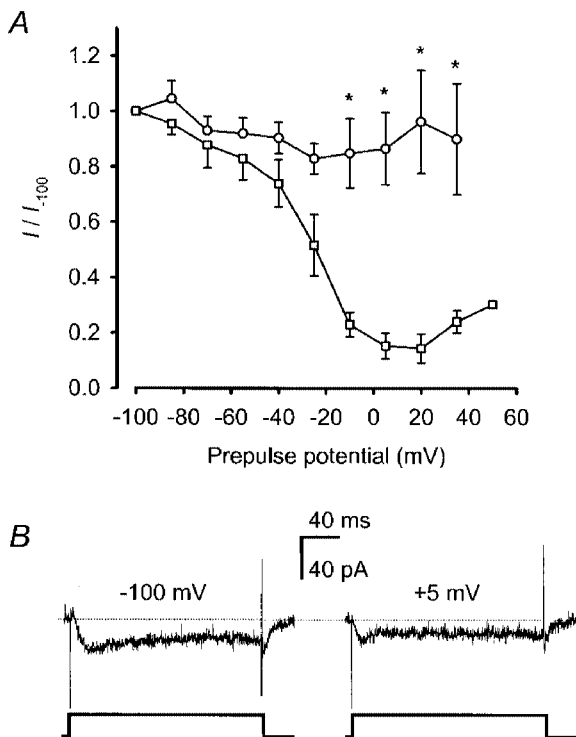 A
1.2
1.0
0.8
0.6
0.4
0.2
0.0
I / I-100
* * * *
-100 -80 -60 -40 -20 0 20 40 60
Prepulse potential (mV)
B
40 ms
40 pA
-100 mV
+5 mV